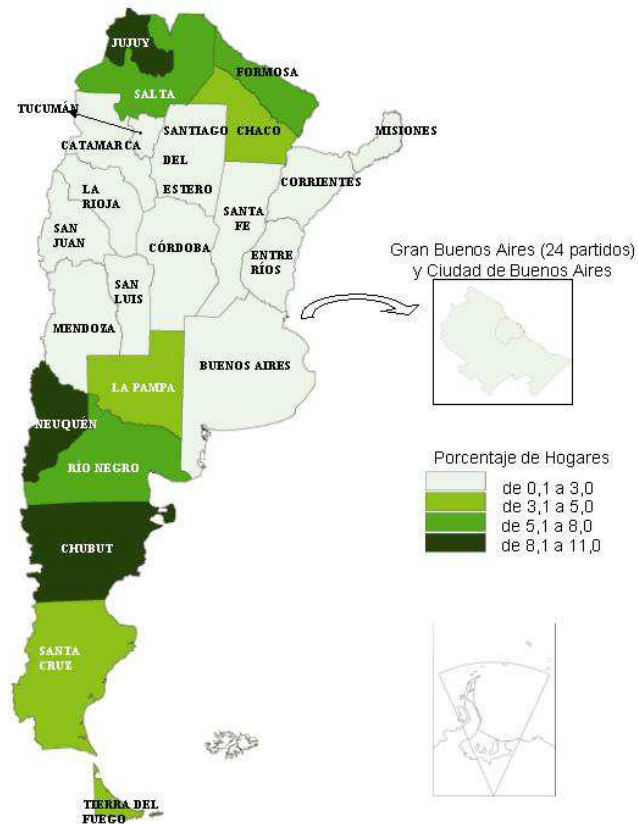 JUJUY
FORMOSA
SALTA
TUCUMÁN
SANTIAGO
DEL
ESTERO
CHACO
MISIONES
CATAMARCA
CORRIENTES
LA
RIOJA
SANTA
FE
SAN
JUAN
CÓRDOBA
ENTRE
RÍOS
Gran Buenos Aires (24 partidos)
y Ciudad de Buenos Aires
SAN
LUIS
MENDOZA
BUENOS AIRES
LA PAMPA
NEUQUÉN
RÍO NEGRO
CHUBUT
SANTA
CRUZ
TIERRA DEL
FUEGO
Porcentaje de Hogares
de 0,1 a 3,0
de 3,1 a 5,0
de 5,1 a 8,0
de 8,1 a 11,0